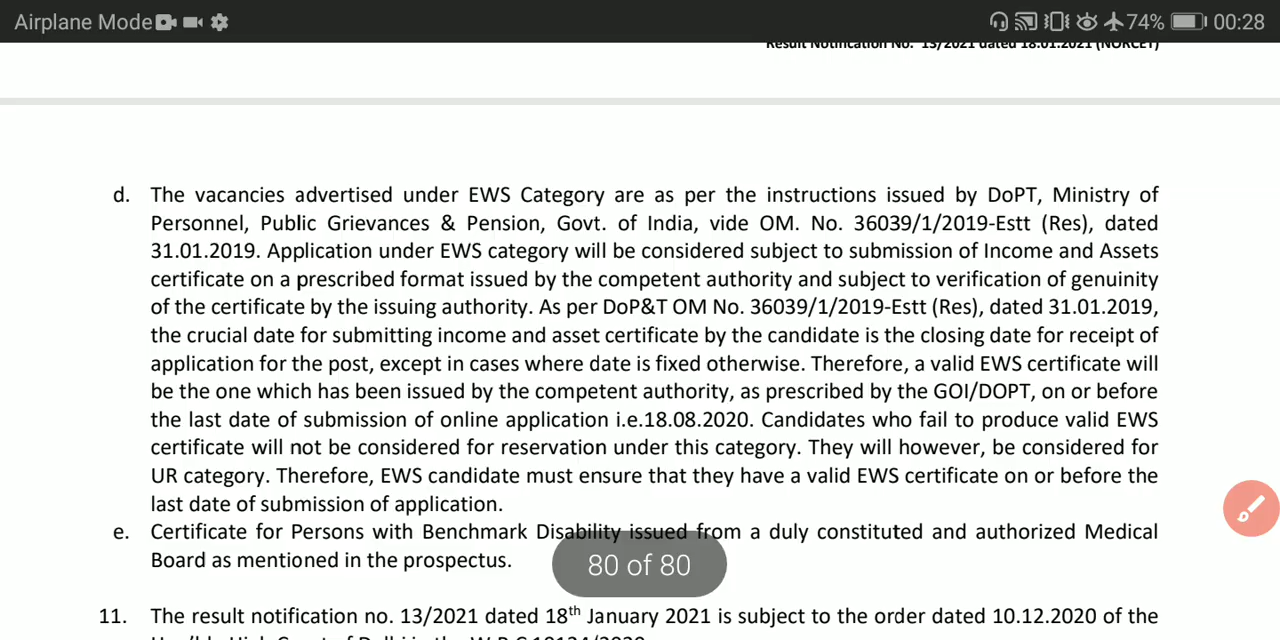 Airplane Mode 74% 00:28
Result Notification No. 13/2021 dated 18.01.2021 (NORCET)
d. The vacancies advertised under EWS Category are as per the instructions issued by DoPT, Ministry of
Personnel, Public Grievances & Pension, Govt. of India, vide OM. No. 36039/1/2019-Estt (Res), dated
31.01.2019. Application under EWS category will be considered subject to submission of Income and Assets
certificate on a prescribed format issued by the competent authority and subject to verification of genuinity
of the certificate by the issuing authority. As per DoP&T OM No. 36039/1/2019-Estt (Res), dated 31.01.2019,
the crucial date for submitting income and asset certificate by the candidate is the closing date for receipt of
application for the post, except in cases where date is fixed otherwise. Therefore, a valid EWS certificate will
be the one which has been issued by the competent authority, as prescribed by the GOI/DOPT, on or before
the last date of submission of online application i.e.18.08.2020. Candidates who fail to produce valid EWS
certificate will not be considered for reservation under this category. They will however, be considered for
UR category. Therefore, EWS candidate must ensure that they have a valid EWS certificate on or before the
last date of submission of application.
e. Certificate for Persons with Benchmark Disability issued from a duly constituted and authorized Medical
Board as mentioned in the prospectus.
80 of 80
11. The result notification no. 13/2021 dated 18th January 2021 is subject to the order dated 10.12.2020 of the